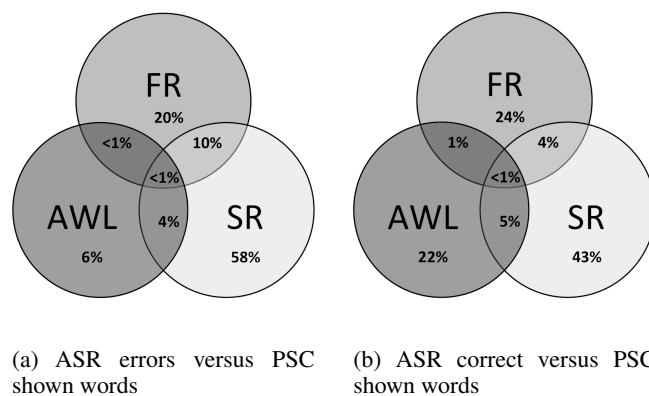 FR FR
20% 24%
<1% 10% 1% 4%
<1% <1%
AWL 4% SR AWL 5% SR
6% 58% 22% 43%
(a) ASR errors versus PSC (b) ASR correct versus PSC
shown words shown words